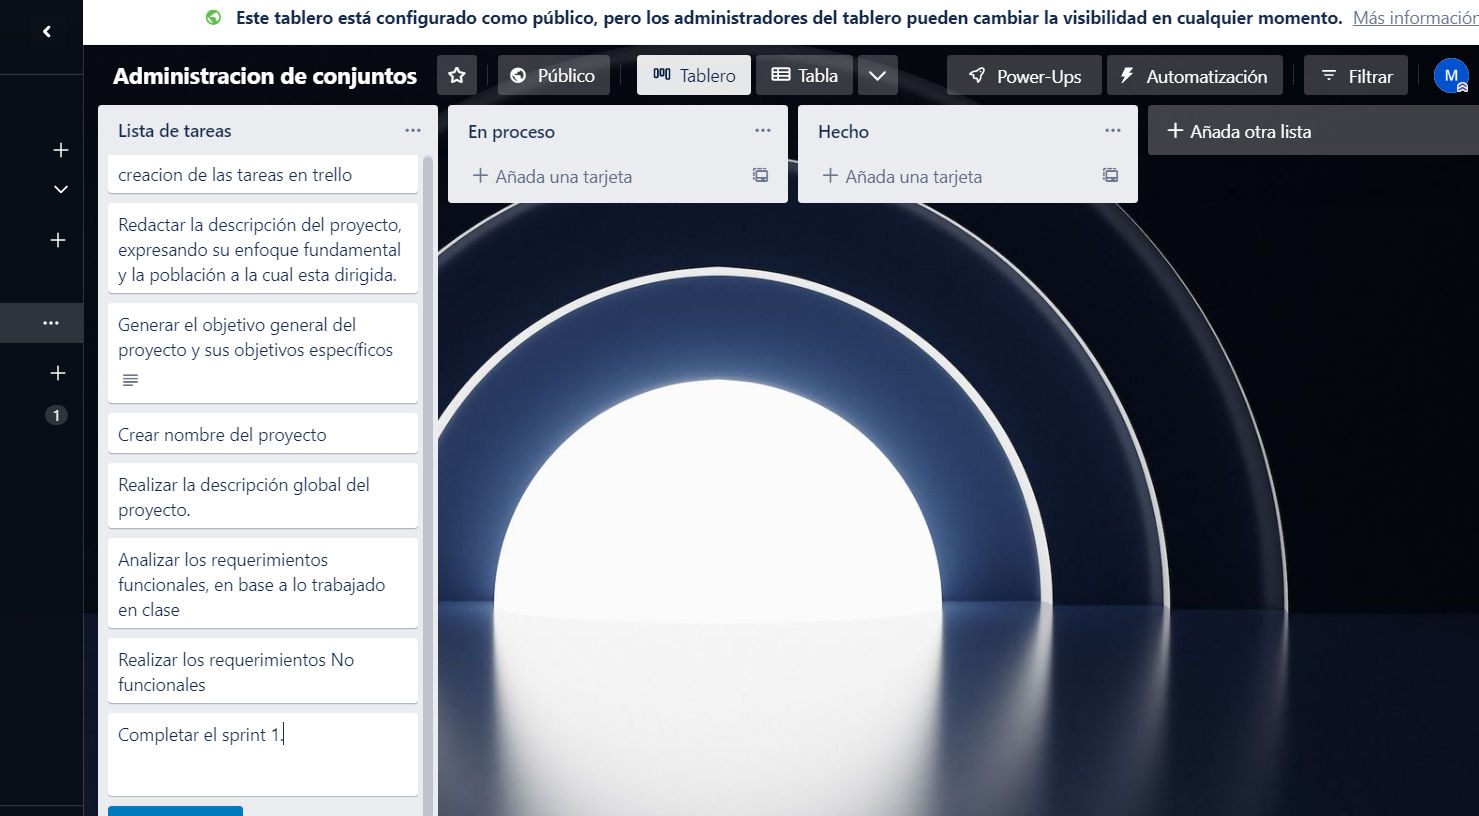 Este tablero está configurado como público, pero los administradores del tablero pueden cambiar la visibilidad en cualquier momento. Más información
Administracion de conjuntos
Público
Tablero
Tabla
Power-Ups
Automatización
Filtrar
M
Lista de tareas
creacion de las tareas en trello
Redactar la descripción del proyecto,
expresando su enfoque fundamental
y la población a la cual esta dirigida.
Generar el objetivo general del
proyecto y sus objetivos específicos
Crear nombre del proyecto
Realizar la descripción global del
proyecto.
Analizar los requerimientos
funcionales, en base a lo trabajado
en clase
Realizar los requerimientos No
funcionales
Completar el sprint 1.
En proceso
+ Añada una tarjeta
Hecho
+ Añada una tarjeta
+ Añada otra lista
1